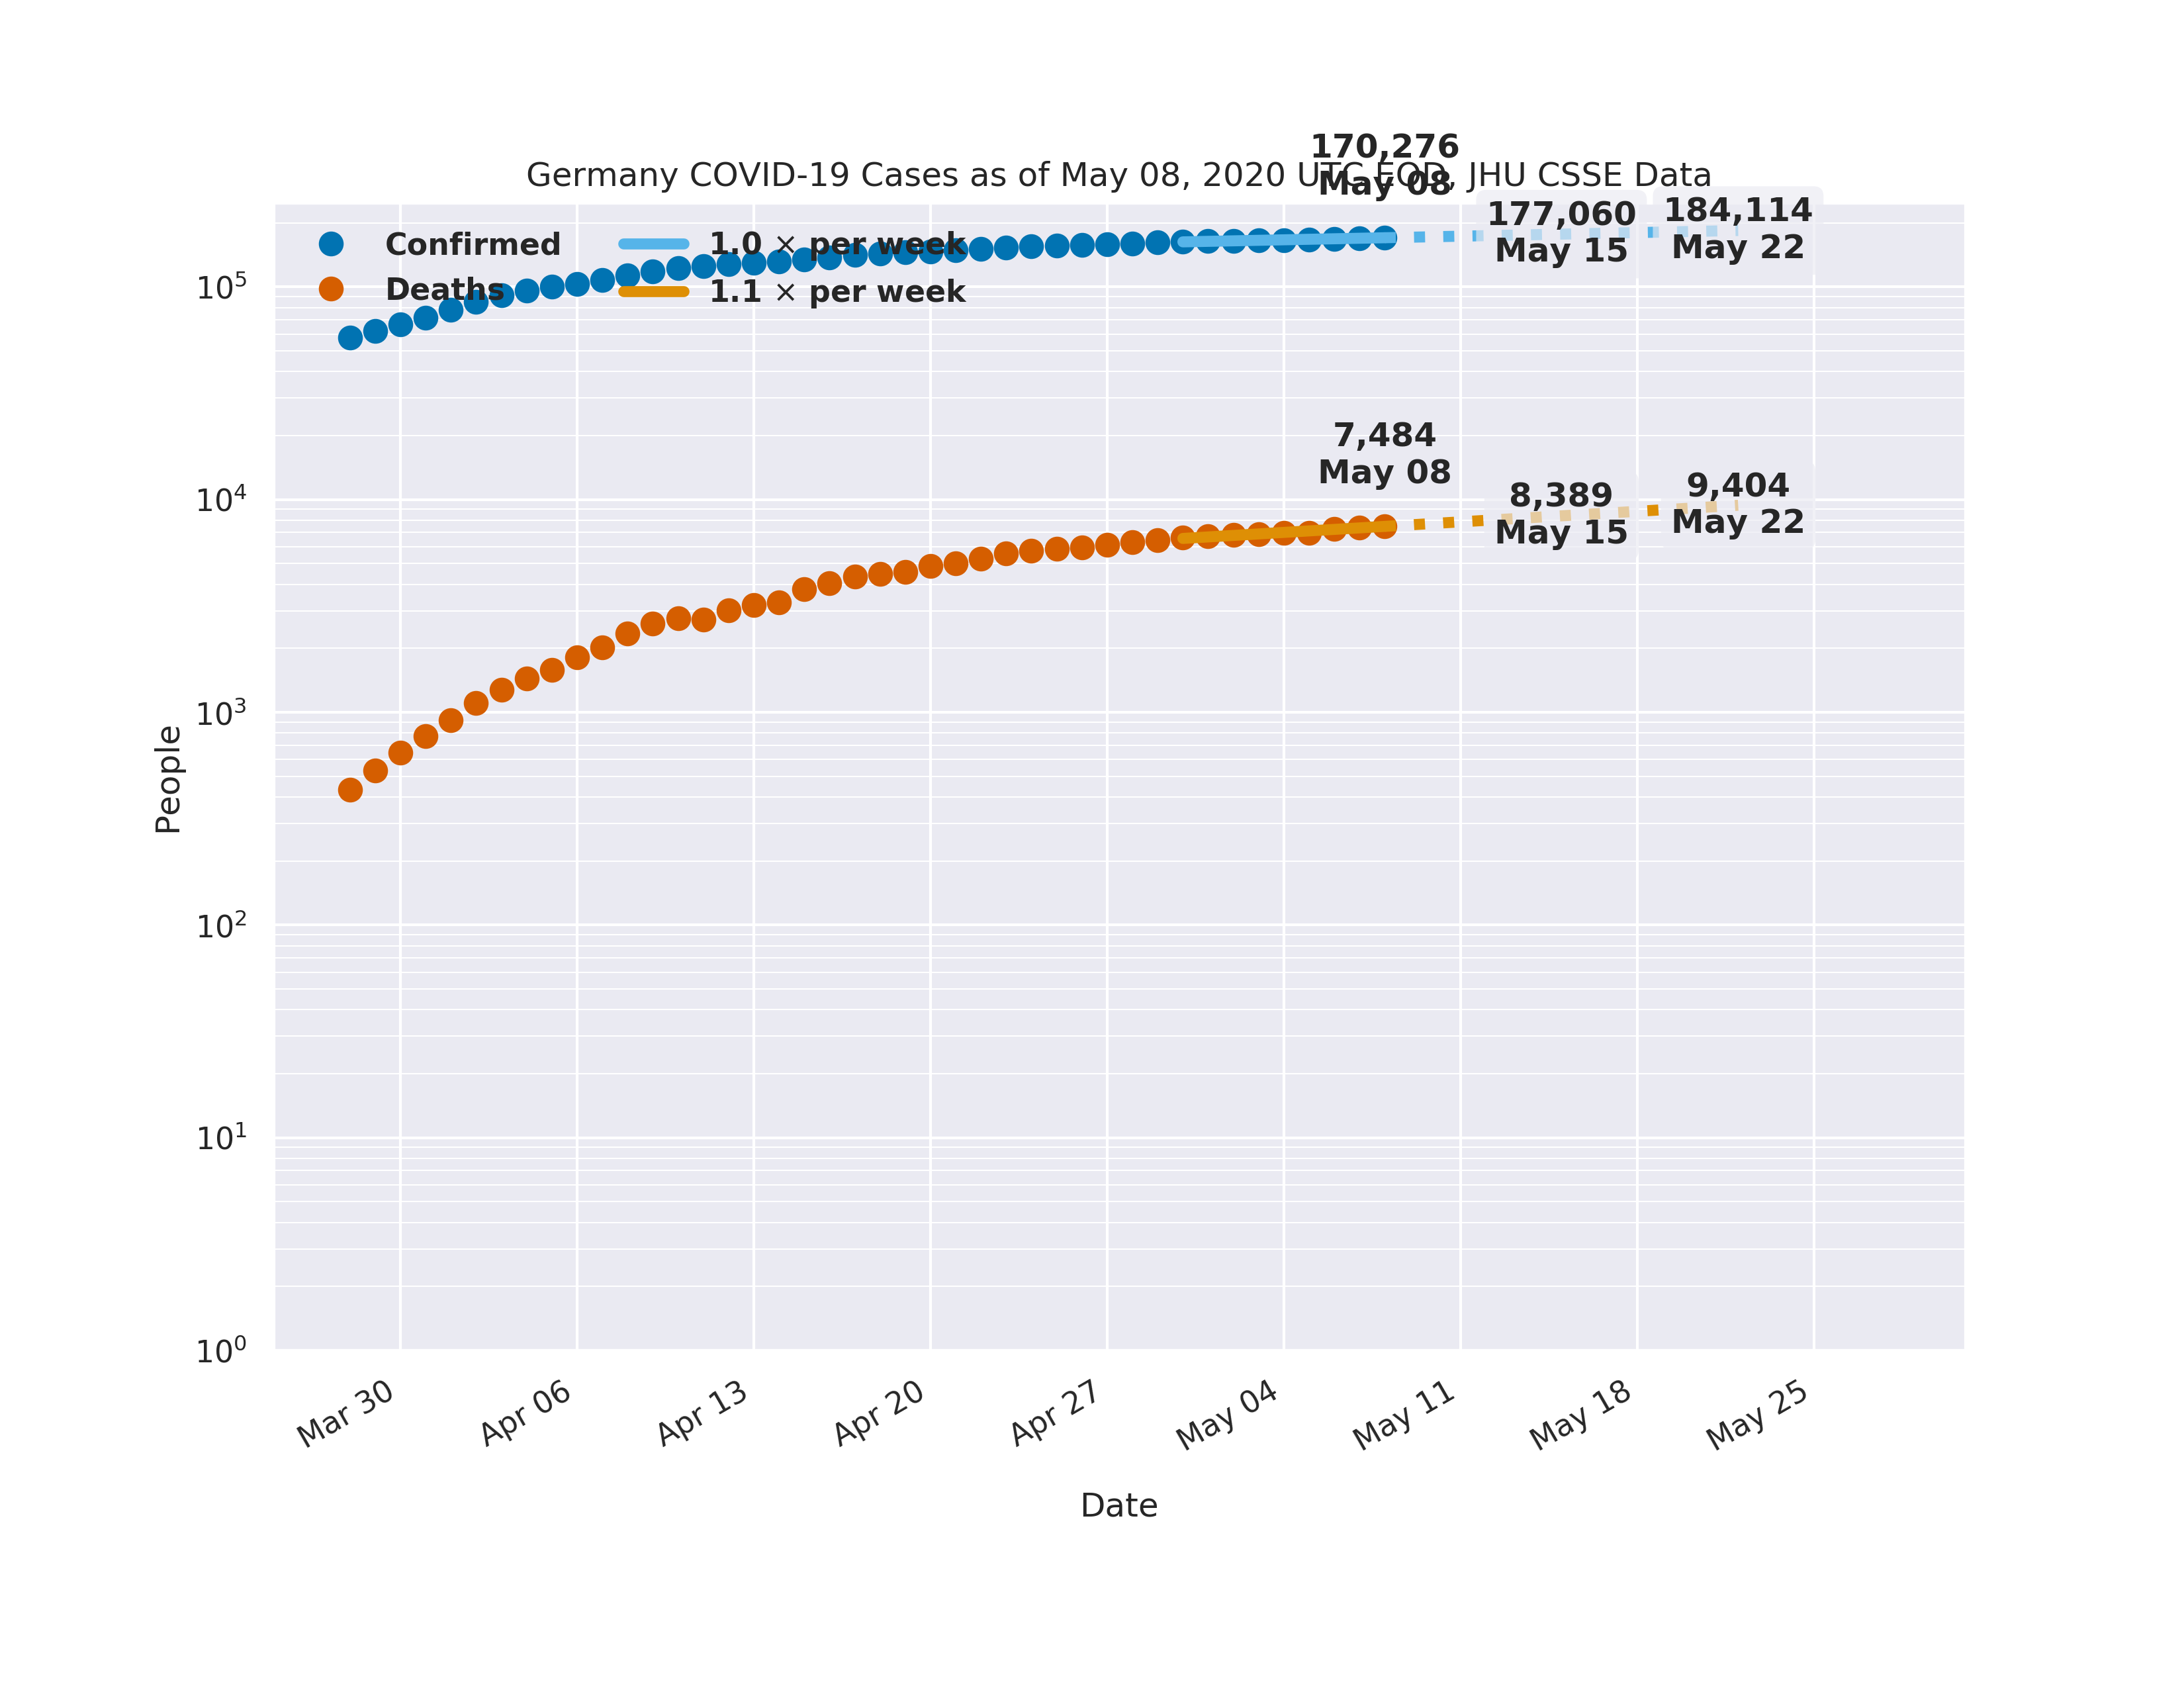 170,276
May 08
Germany COVID-19 Cases as of May 08, 2020 UTC EOD, JHU CSSE Data
177,060
May 15
184,114
May 22
Confirmed
Deaths
1.0 × per week
1.1 × per week
7,484
May 08
8,389
May 15
9,404
May 22
10⁵
10⁴
10³
10²
10¹
10⁰
People
Mar 30
Apr 06
Apr 13
Apr 20
Apr 27
May 04
May 11
May 18
May 25
Date